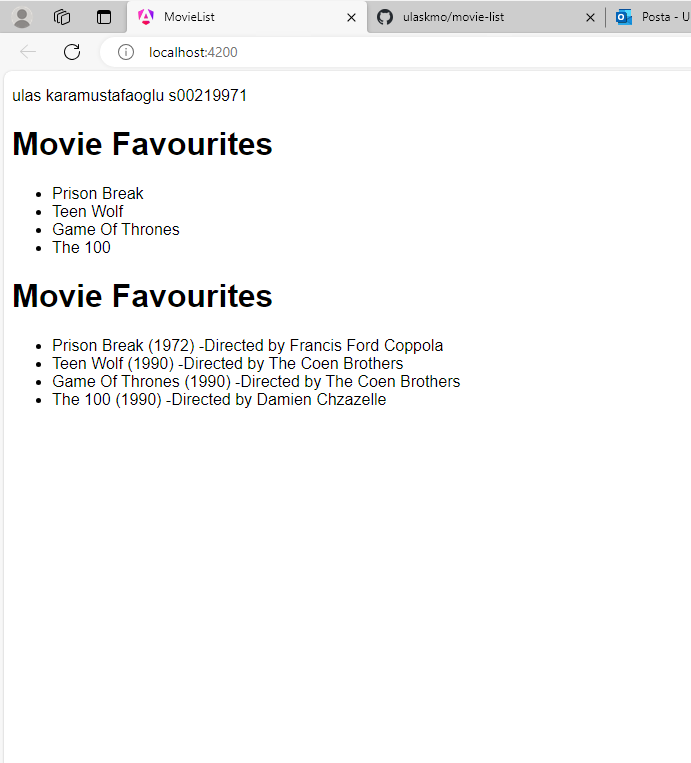 MovieList
ulaskmo/movie-list
Posta - U
localhost:4200
ulas karamustafaoglu s00219971
Movie Favourites
Prison Break
Teen Wolf
Game Of Thrones
The 100
Movie Favourites
Prison Break (1972) -Directed by Francis Ford Coppola
Teen Wolf (1990) -Directed by The Coen Brothers
Game Of Thrones (1990) -Directed by The Coen Brothers
The 100 (1990) -Directed by Damien Chzazelle